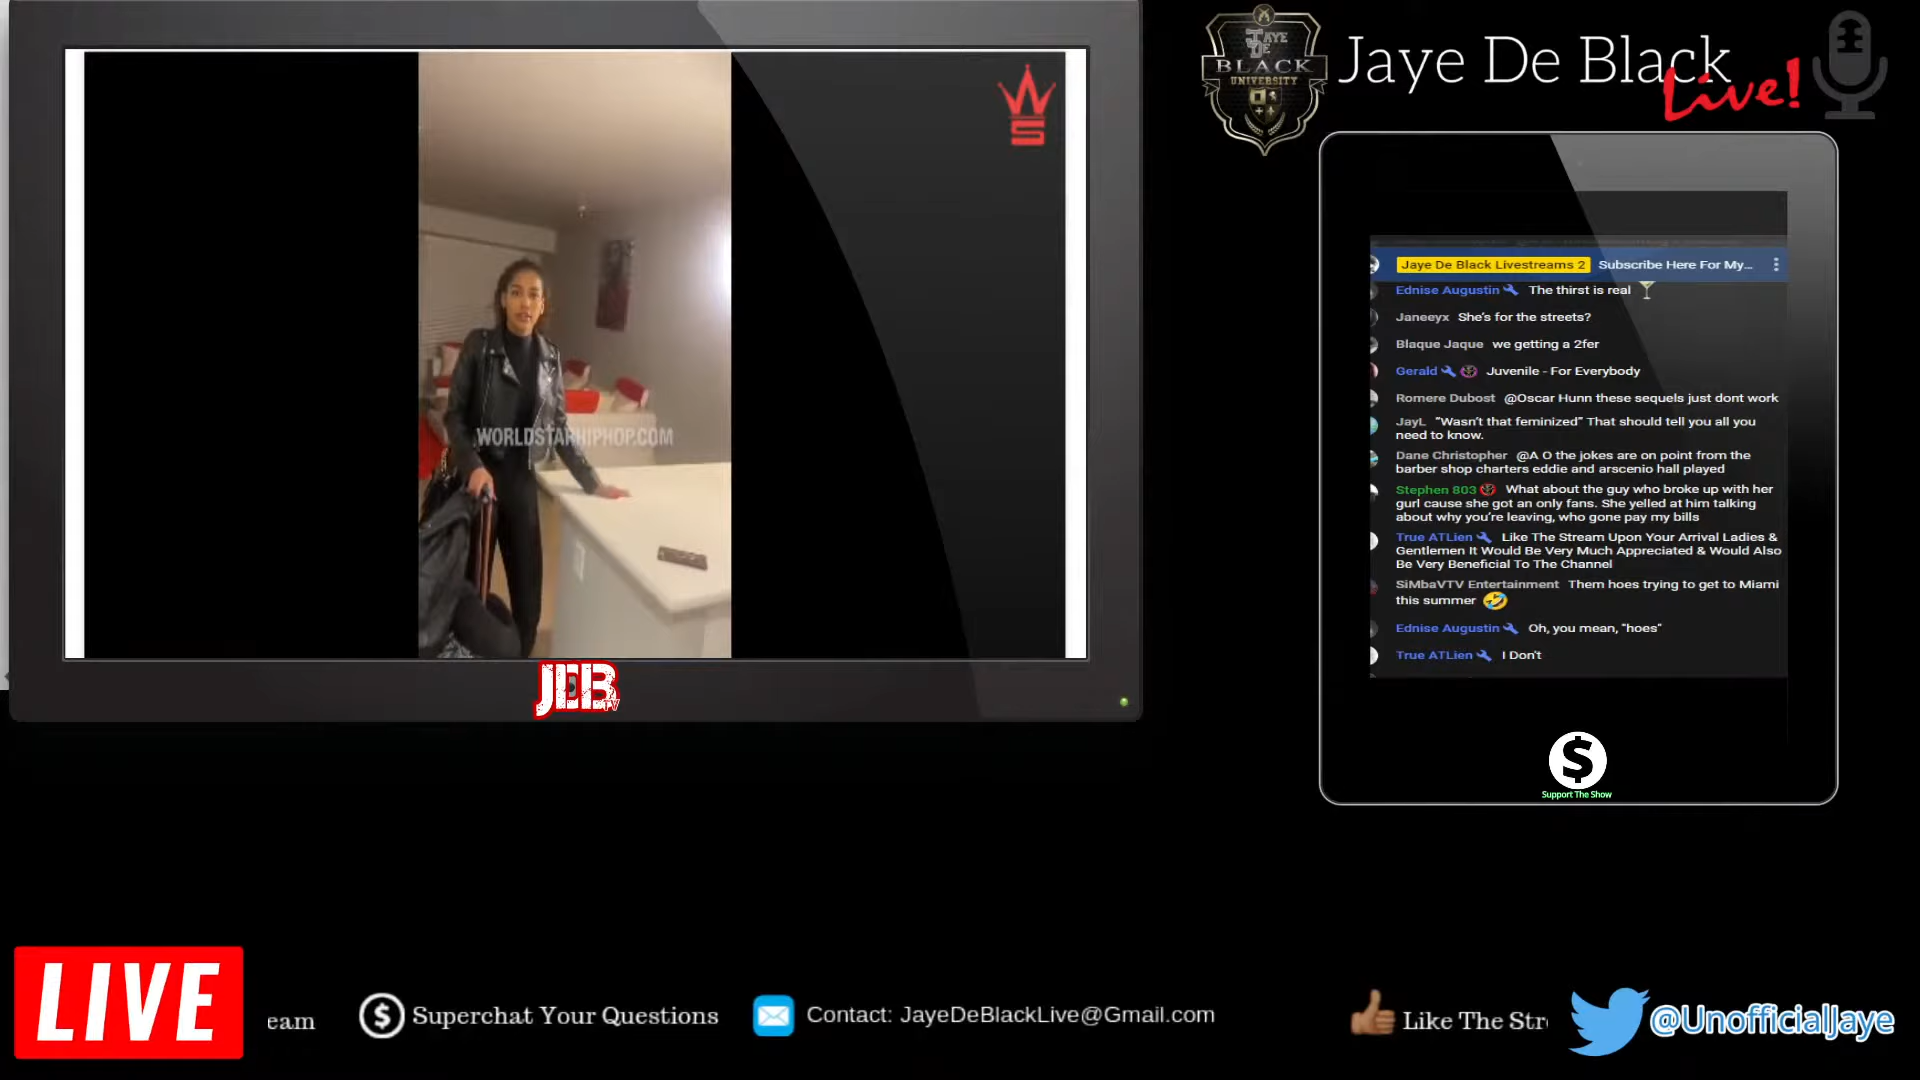 WORLDSTARHIPHOP.COM
JDB
TV
JAYE
DE
BLACK
UNIVERSITY
Jaye De Black
Live!
Jaye De Black Livestreams 2 Subscribe Here For My...
Ednise Augustin The thirst is real
Janeeyx She's for the streets?
Blaque Jaque we getting a 2fer
Gerald Juvenile - For Everybody
Romere Dubost @Oscar Hunn these sequels just dont work
JayL "Wasn't that feminized" That should tell you all you
need to know.
Dane Christopher @A O the jokes are on point from the
barber shop charters eddie and arscenio hall played
Stephen 803 What about the guy who broke up with her
gurl cause she got an only fans. She yelled at him talking
about why you're leaving, who gone pay my bills
True ATLien Like The Stream Upon Your Arrival Ladies &
Gentlemen It Would Be Very Much Appreciated & Would Also
Be Very Beneficial To The Channel
SiMbaVTV Entertainment Them hoes trying to get to Miami
this summer
Ednise Augustin Oh, you mean, "hoes"
True ATLien I Don't
$
Support The Show
LIVE
eam
$ Superchat Your Questions
Contact: JayeDeBlackLive@Gmail.com
Like The Str
@UnofficialJaye